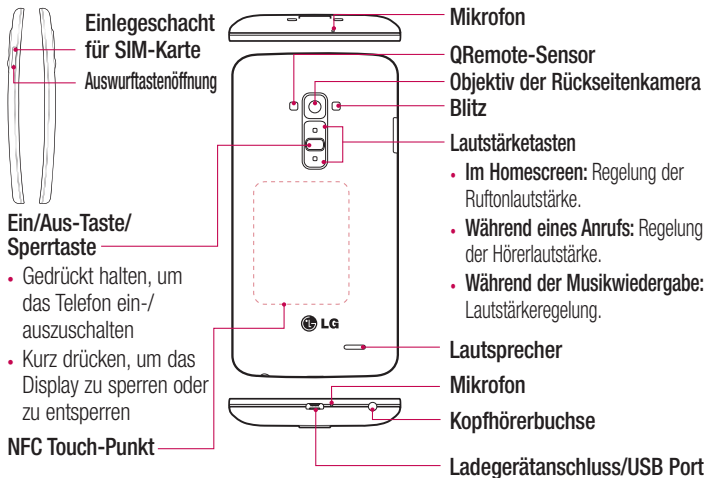 Einlegeschacht
für SIM-Karte
Auswurftastenöffnung
Ein/Aus-Taste/
Sperrtaste
• Gedrückt halten, um
das Telefon ein-/
auszuschalten
• Kurz drücken, um das
Display zu sperren oder
zu entsperren
NFC Touch-Punkt
LG
Mikrofon
QRemote-Sensor
Objektiv der Rückseitenkamera
Blitz
Lautstärketasten
• Im Homescreen: Regelung der
Ruftonlautstärke.
• Während eines Anrufs: Regelung
der Hörerlautstärke.
• Während der Musikwiedergabe:
Lautstärkeregelung.
Lautsprecher
Mikrofon
Kopfhörerbuchse
Ladegerätanschluss/USB Port